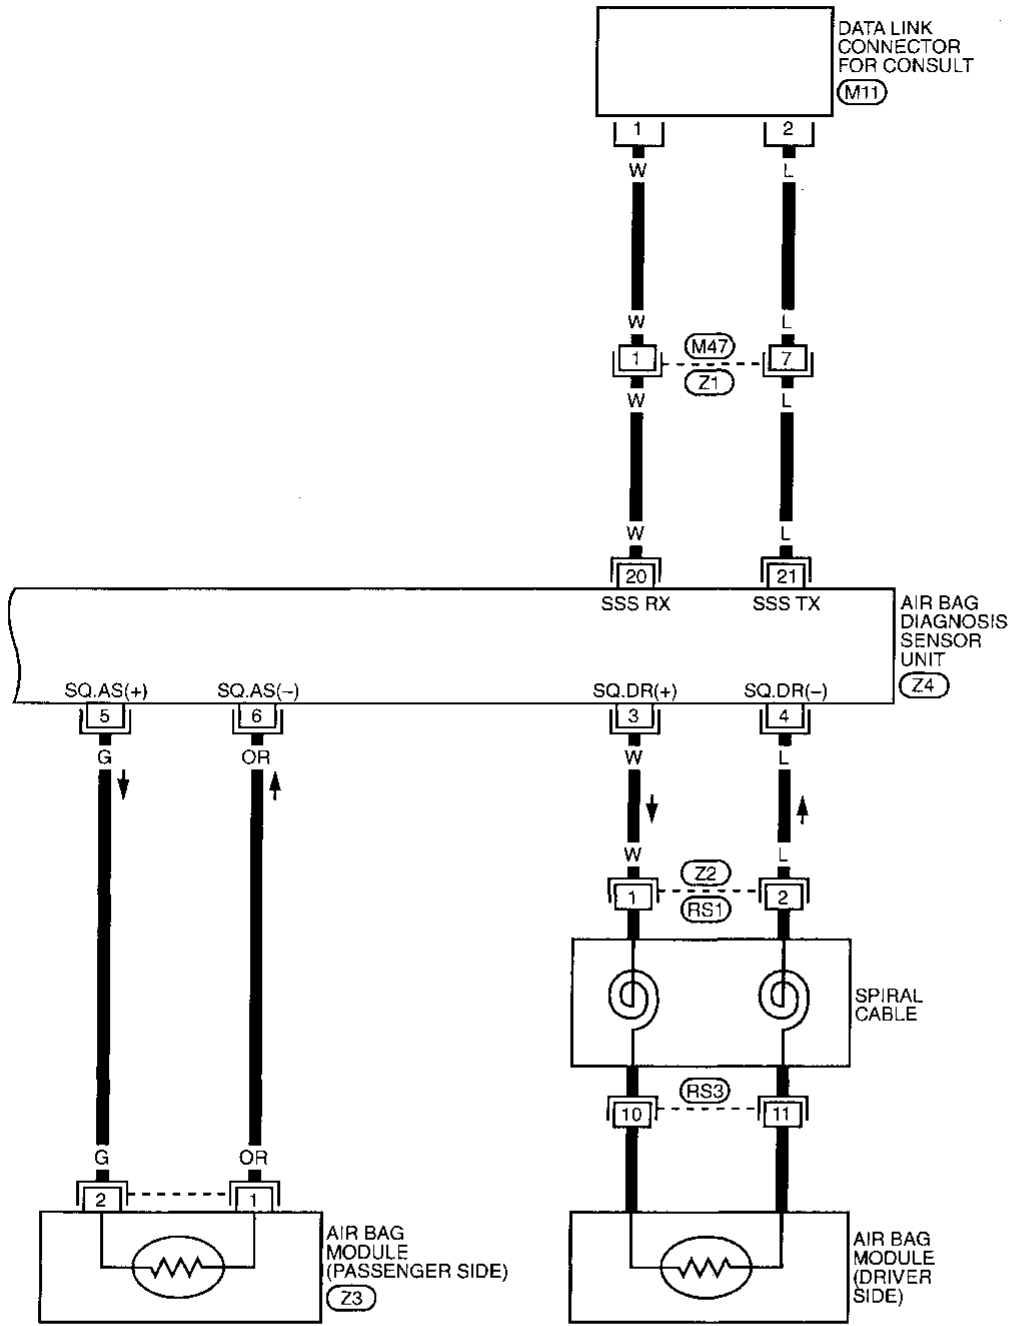 DATA LINK
CONNECTOR
FOR CONSULT
M11
1 2
W L
W L
M47
1 7
Z1
W L
W L
20 21
SSS RX SSS TX
AIR BAG
DIAGNOSIS
SENSOR
UNIT
Z4
SQ.AS(+) SQ.AS(−) SQ.DR(+) SQ.DR(−)
5 6 3 4
G OR W L
W L
Z2
1 2
RS1
SPIRAL
CABLE
RS3
10 11
G OR
2 1
AIR BAG
MODULE
(PASSENGER SIDE)
Z3
AIR BAG
MODULE
(DRIVER
SIDE)